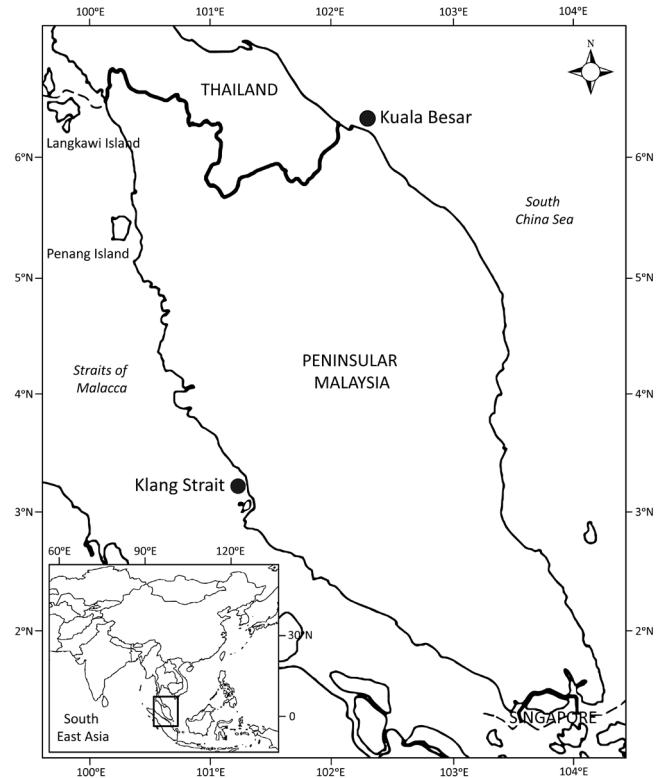 100°E 101°E 102°E 103°E 104°E
N
THAILAND
Kuala Besar
Langkawi Island
6°N 6°N
South
China Sea
Penang Island
5°N 5°N
PENINSULAR
MALAYSIA
Straits of
Malacca
4°N 4°N
Klang Strait
3°N 3°N
60°E 90°E 120°E
2°N 2°N
30°N
0
South
East Asia
SINGAPORE
100°E 101°E 102°E 103°E 104°E